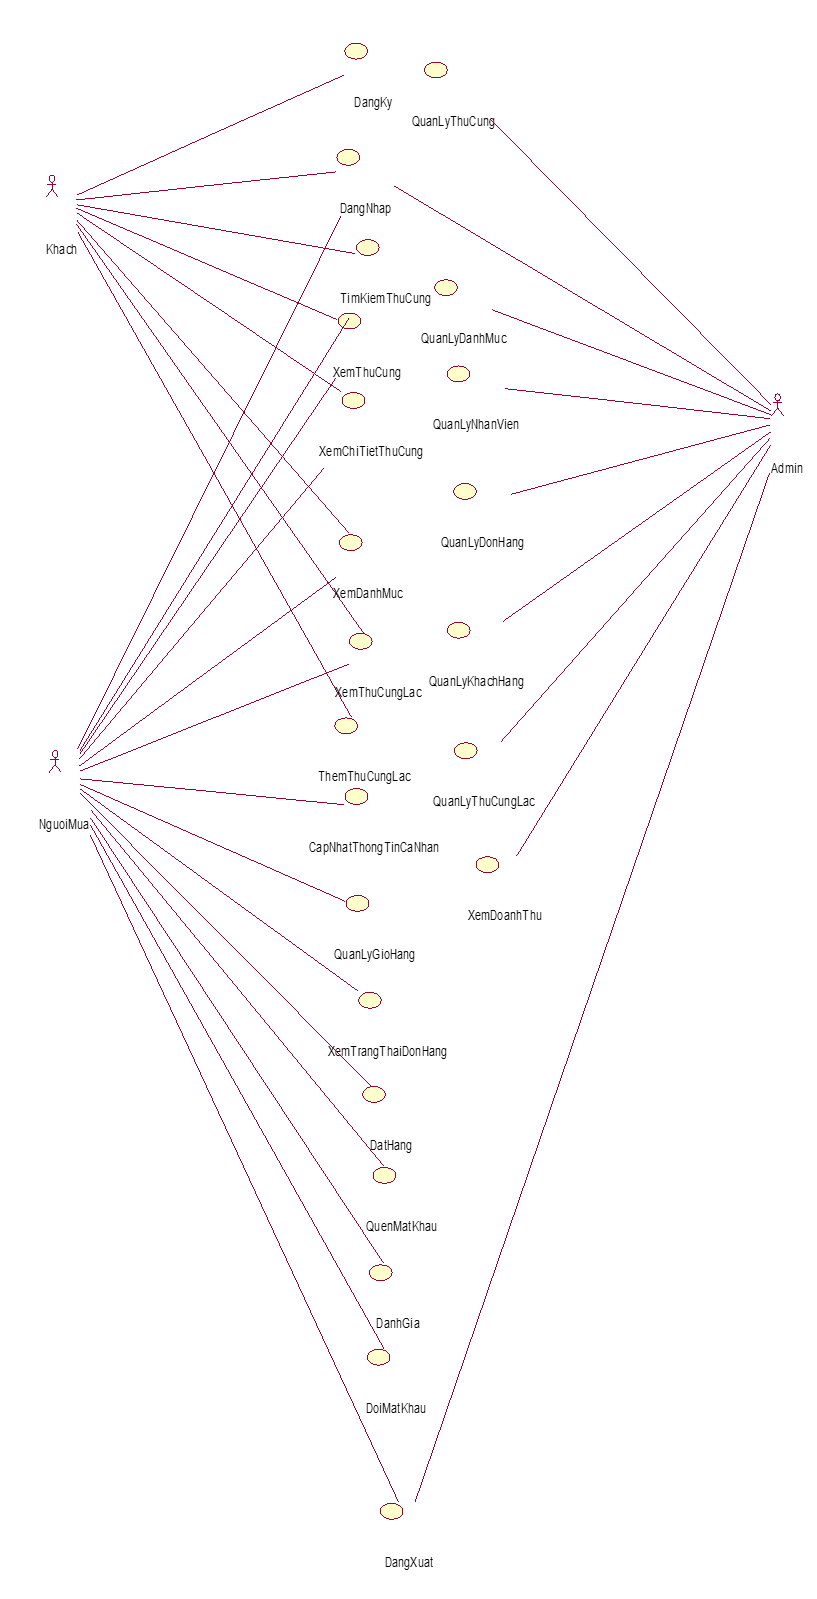 DangKy
QuanLyThuCung
DangNhap
Khach
TimKiemThuCung
QuanLyDanhMuc
XemThuCung
QuanLyNhanVien
XemChiTietThuCung
Admin
QuanLyDonHang
XemDanhMuc
QuanLyKhachHang
XemThuCungLac
ThemThuCungLac
QuanLyThuCungLac
NguoiMua
CapNhatThongTinCaNhan
XemDoanhThu
QuanLyGioHang
XemTrangThaiDonHang
DatHang
QuenMatKhau
DanhGia
DoiMatKhau
DangXuat